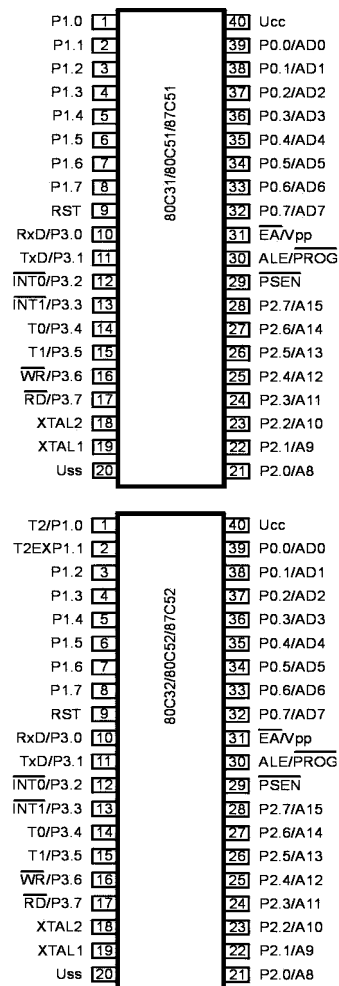 P1.0 1 40 Ucc
P1.1 2 39 P0.0/AD0
P1.2 3 38 P0.1/AD1
P1.3 4 37 P0.2/AD2
P1.4 5 36 P0.3/AD3
P1.5 6 35 P0.4/AD4
P1.6 7 34 P0.5/AD5
P1.7 8 33 P0.6/AD6
RST 9 32 P0.7/AD7
RxD/P3.0 10 31 E̅A̅/Vpp
TxD/P3.1 11 30 ALE/P̅R̅O̅G̅
I̅N̅T̅0̅/P3.2 12 29 P̅S̅E̅N̅
I̅N̅T̅1̅/P3.3 13 28 P2.7/A15
T0/P3.4 14 27 P2.6/A14
T1/P3.5 15 26 P2.5/A13
W̅R̅/P3.6 16 25 P2.4/A12
R̅D̅/P3.7 17 24 P2.3/A11
XTAL2 18 23 P2.2/A10
XTAL1 19 22 P2.1/A9
Uss 20 21 P2.0/A8
80C31/80C51/87C51
T2/P1.0 1 40 Ucc
T2EXP1.1 2 39 P0.0/AD0
P1.2 3 38 P0.1/AD1
P1.3 4 37 P0.2/AD2
P1.4 5 36 P0.3/AD3
P1.5 6 35 P0.4/AD4
P1.6 7 34 P0.5/AD5
P1.7 8 33 P0.6/AD6
RST 9 32 P0.7/AD7
RxD/P3.0 10 31 E̅A̅/Vpp
TxD/P3.1 11 30 ALE/P̅R̅O̅G̅
I̅N̅T̅0̅/P3.2 12 29 P̅S̅E̅N̅
I̅N̅T̅1̅/P3.3 13 28 P2.7/A15
T0/P3.4 14 27 P2.6/A14
T1/P3.5 15 26 P2.5/A13
W̅R̅/P3.6 16 25 P2.4/A12
R̅D̅/P3.7 17 24 P2.3/A11
XTAL2 18 23 P2.2/A10
XTAL1 19 22 P2.1/A9
Uss 20 21 P2.0/A8
80C32/80C52/87C52